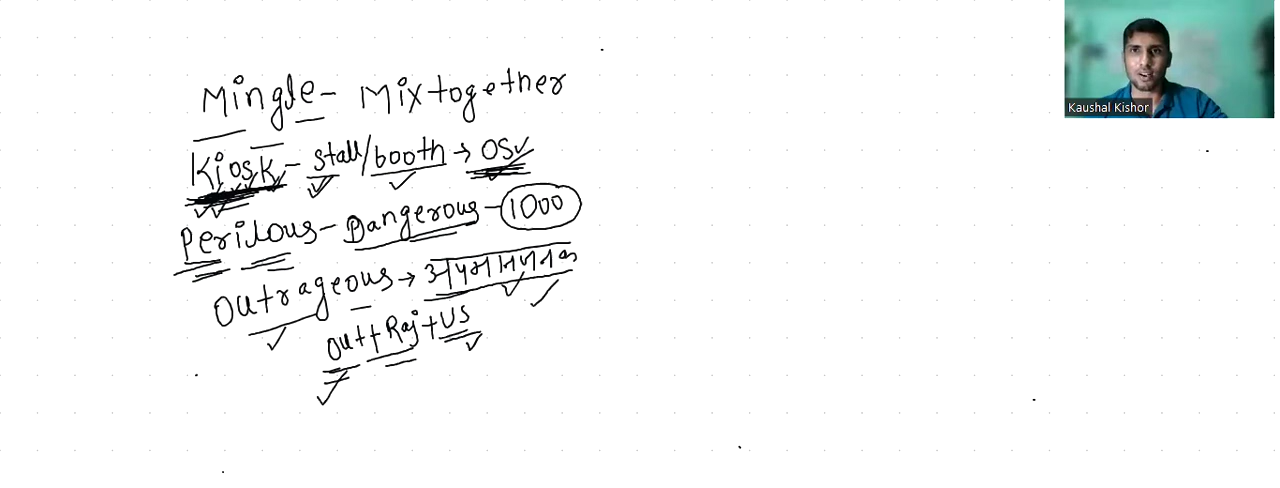 Mingle - Mix together
Kiosk - stall/booth → OS
Perilous - Dangerous - 1000
Outrageous → अपमानजनक
Out + Raj + US
Kaushal Kishor